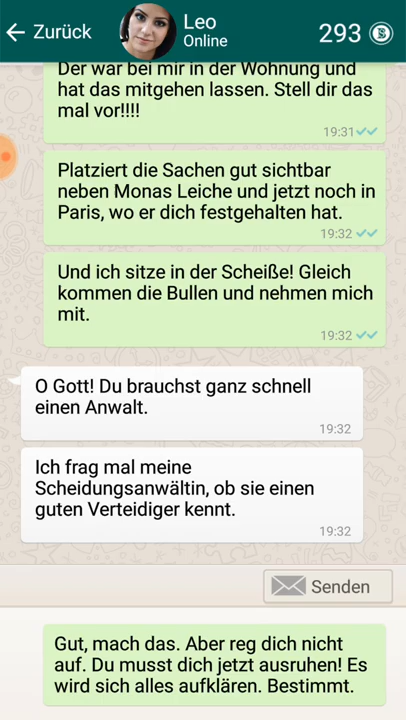 Zurück
Leo
Online
293
Der war bei mir in der Wohnung und
hat das mitgehen lassen. Stell dir das
mal vor!!!!
19:31
Platziert die Sachen gut sichtbar
neben Monas Leiche und jetzt noch in
Paris, wo er dich festgehalten hat.
19:32
Und ich sitze in der Scheiße! Gleich
kommen die Bullen und nehmen mich
mit.
19:32
O Gott! Du brauchst ganz schnell
einen Anwalt.
19:32
Ich frag mal meine
Scheidungsanwältin, ob sie einen
guten Verteidiger kennt.
19:32
Senden
Gut, mach das. Aber reg dich nicht
auf. Du musst dich jetzt ausruhen! Es
wird sich alles aufklären. Bestimmt.